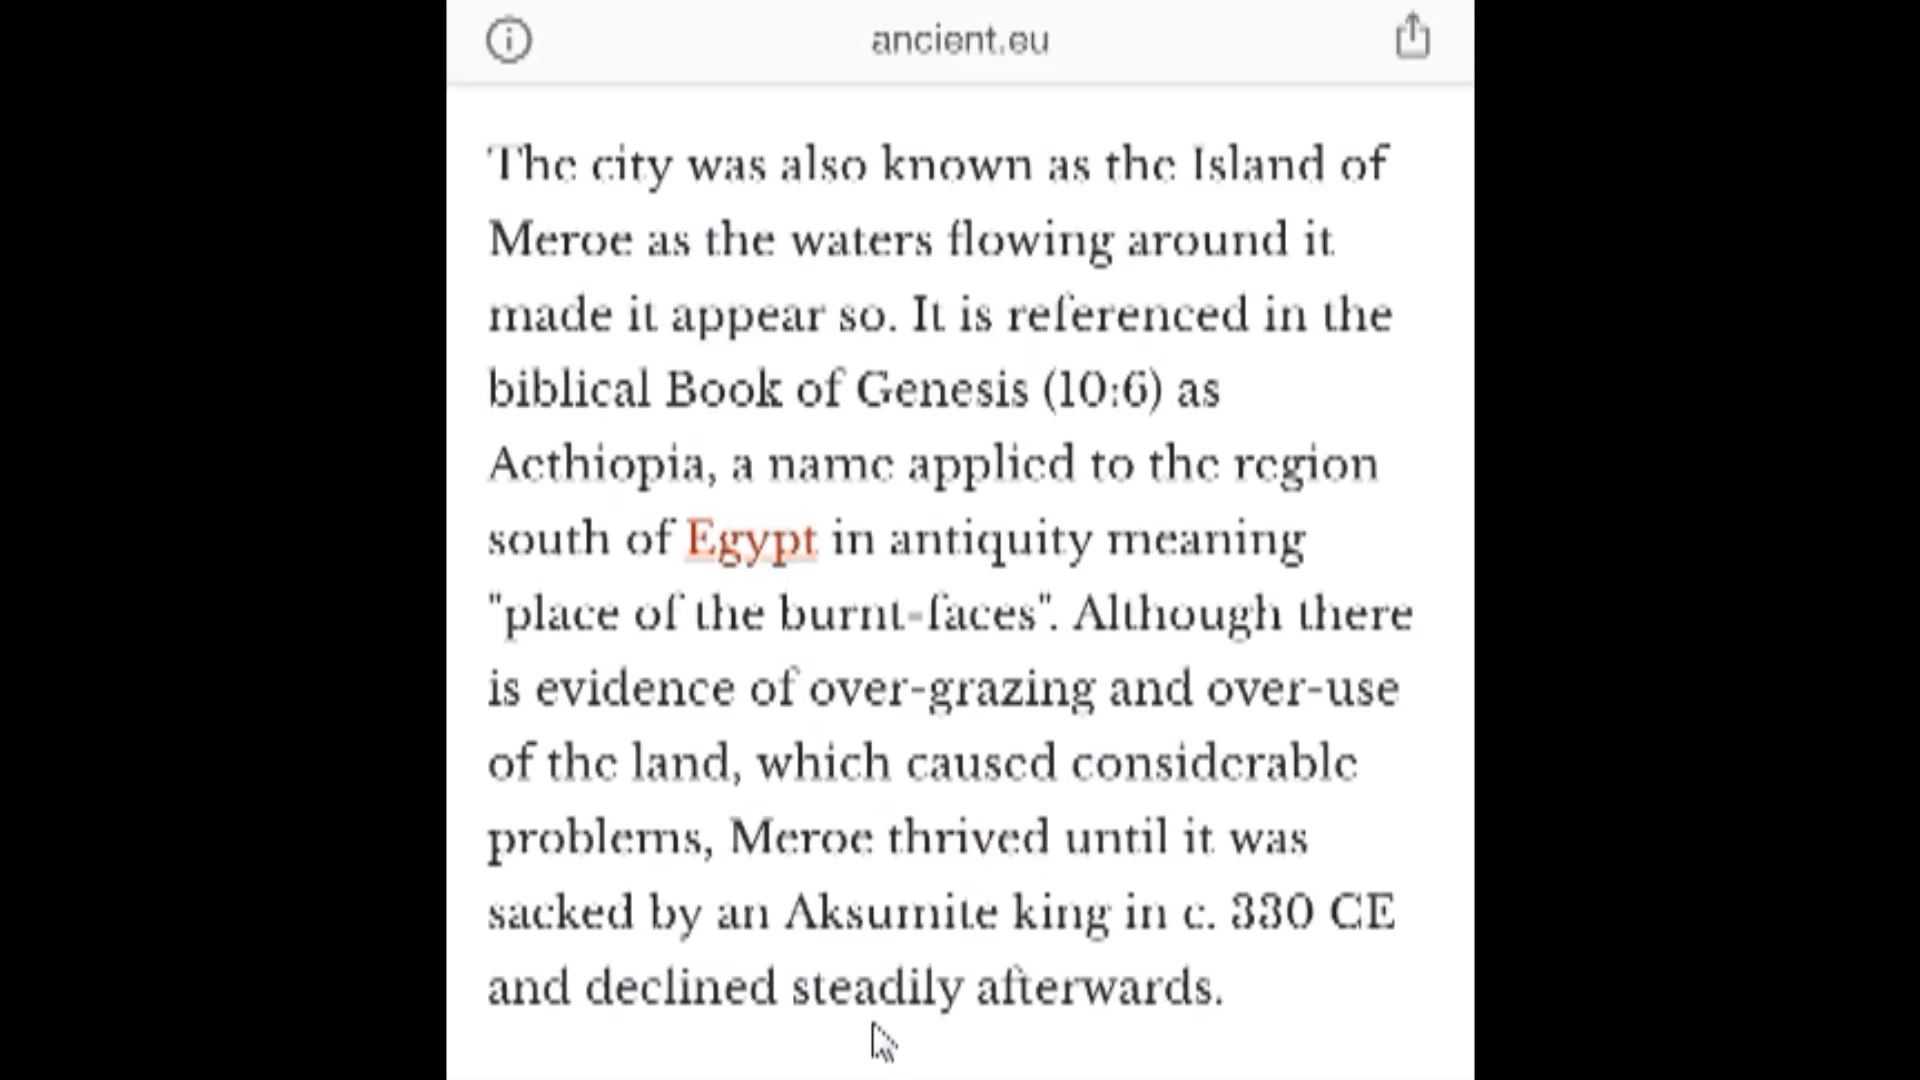 ancient.eu
The city was also known as the Island of
Meroe as the waters flowing around it
made it appear so. It is referenced in the
biblical Book of Genesis (10:6) as
Aethiopia, a name applied to the region
south of Egypt in antiquity meaning
"place of the burnt-faces". Although there
is evidence of over-grazing and over-use
of the land, which caused considerable
problems, Meroe thrived until it was
sacked by an Aksumite king in c. 330 CE
and declined steadily afterwards.